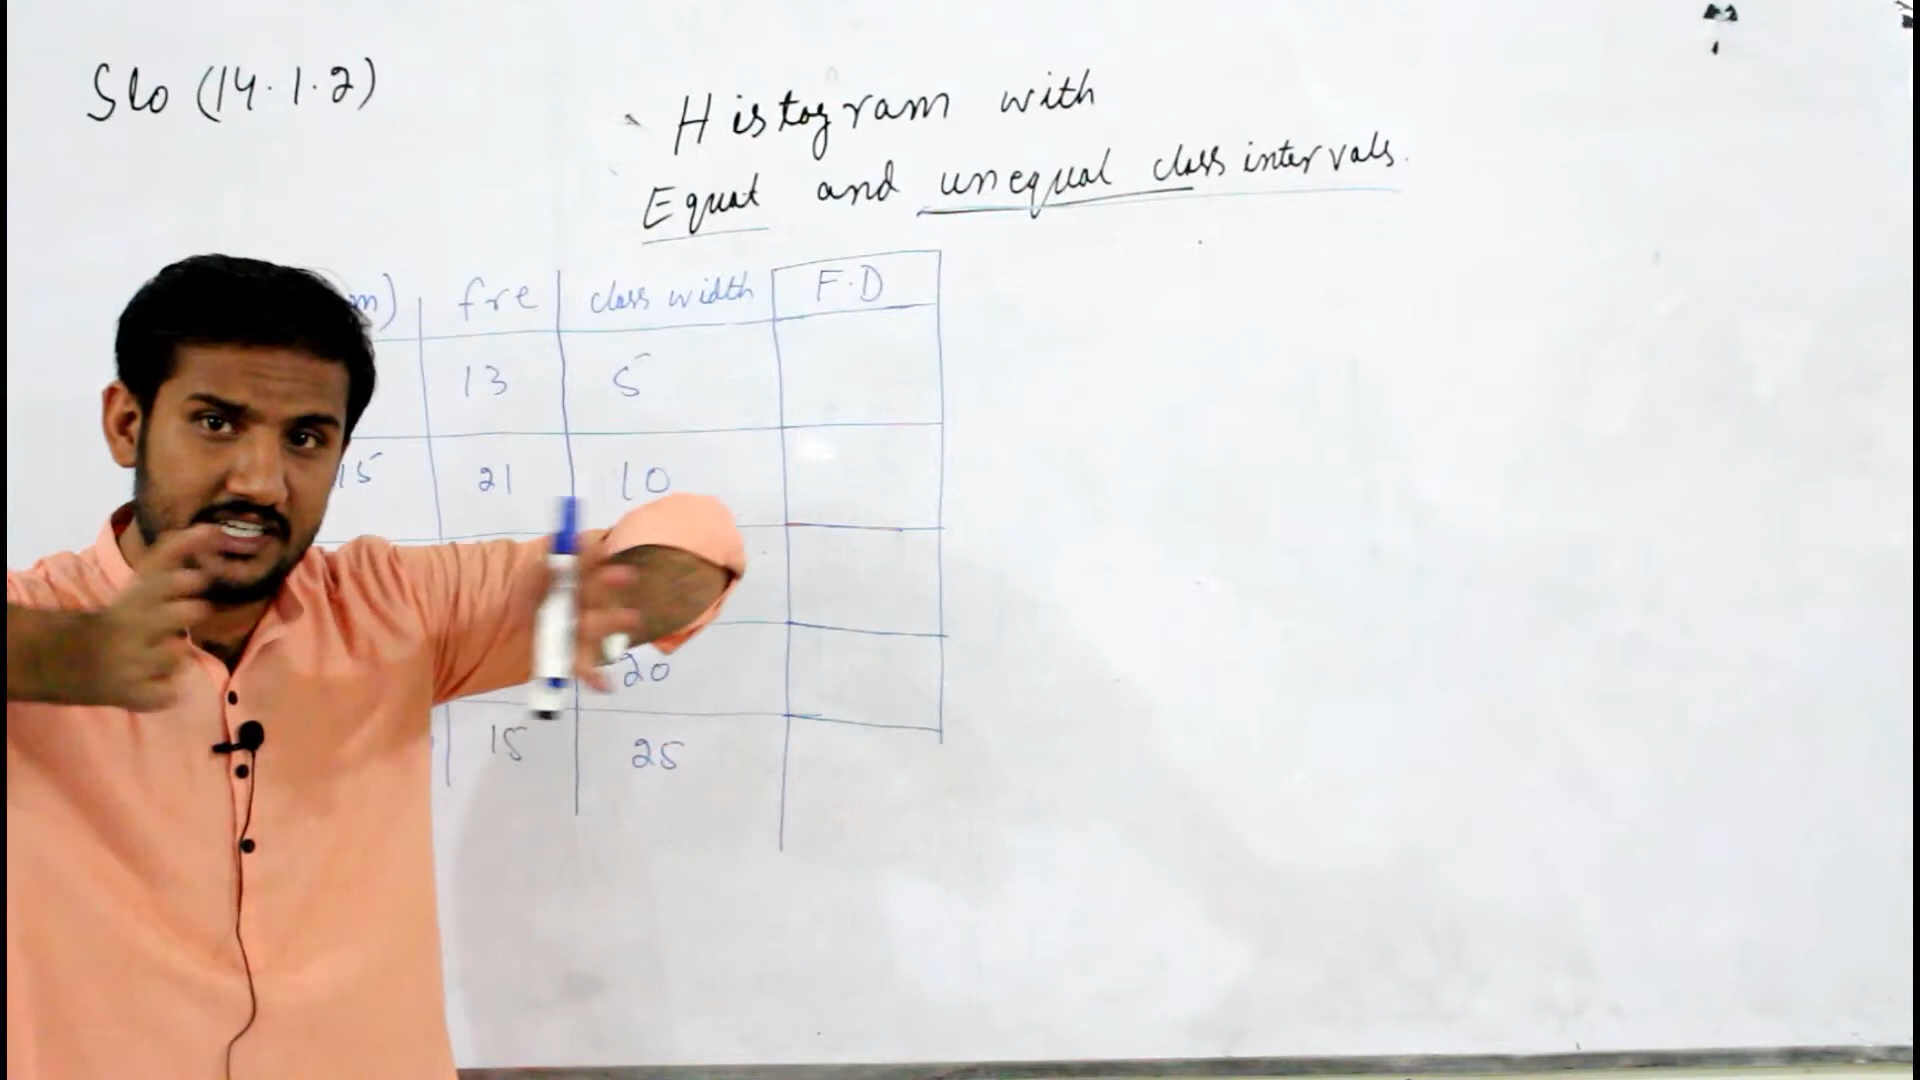 Slo (14.1.2)
Histogram with
Equal and unequal class intervals.
m) fre class width F.D
13 5
15 21 10
20
15 25